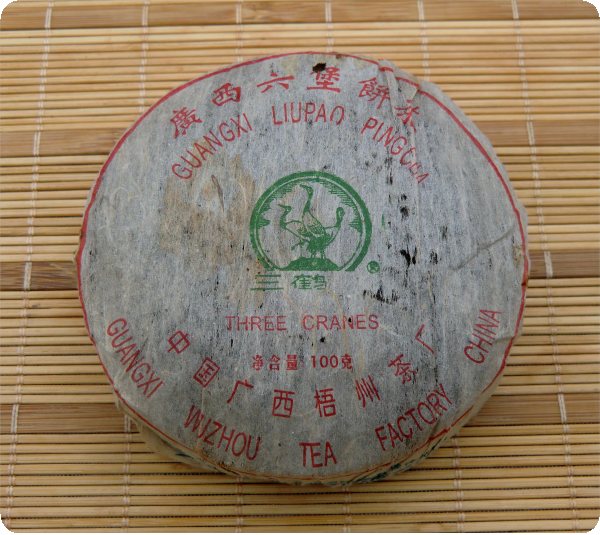 廣西六堡餅茶
GUANGXI LIUPAO PINGCHA
三鹤
®
THREE CRANES
净含量 100克
中国广西梧州茶厂
GUANGXI WUZHOU TEA FACTORY CHINA